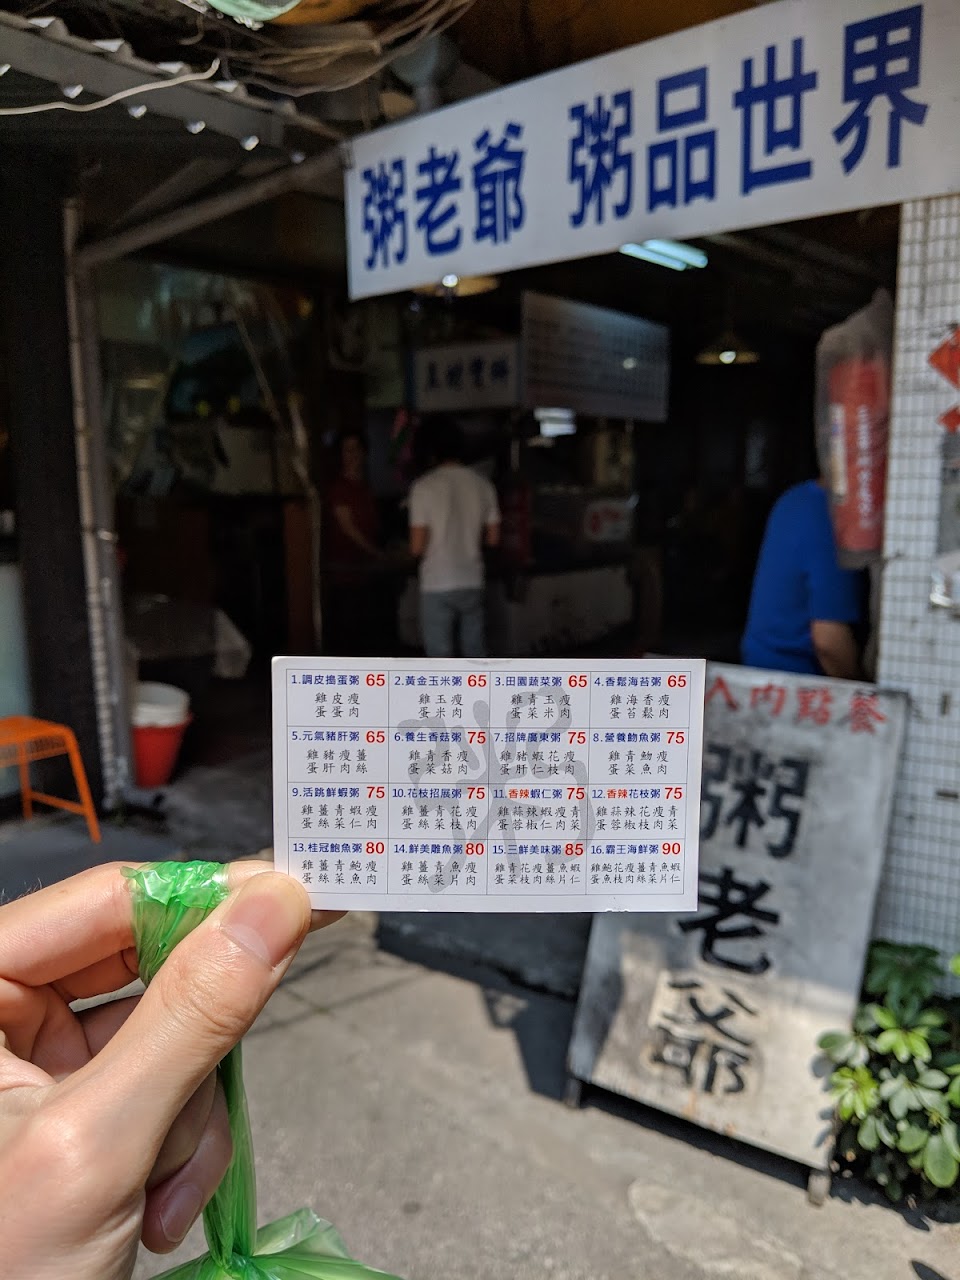 粥老爺 粥品世界
入內點餐
粥老爺
1.調皮搗蛋粥 65
雞皮瘦
蛋蛋肉
2.黃金玉米粥 65
雞玉瘦
蛋米肉
3.田園蔬菜粥 65
雞青玉瘦
蛋菜米肉
4.香鬆海苔粥 65
雞海香瘦
蛋苔鬆肉
5.元氣豬肝粥 65
雞豬瘦薑
蛋肝肉絲
6.養生香菇粥 75
雞青香瘦
蛋菜菇肉
7.招牌廣東粥 75
雞豬蝦花瘦
蛋肝仁枝肉
8.營養魩魚粥 75
雞青魩瘦
蛋菜魚肉
9.活跳鮮蝦粥 75
雞薑青蝦瘦
蛋絲菜仁肉
10.花枝招展粥 75
雞薑青花瘦
蛋絲菜枝肉
11.香辣蝦仁粥 75
雞蒜辣蝦瘦青
蛋蓉椒仁肉菜
12.香辣花枝粥 75
雞蒜辣花瘦青
蛋蓉椒枝肉菜
13.桂冠鮑魚粥 80
雞薑青鮑瘦
蛋絲菜魚肉
14.鮮美雕魚粥 80
雞薑青魚瘦
蛋絲菜片肉
15.三鮮美味粥 85
雞青花瘦薑魚蝦
蛋菜枝肉絲片仁
16.霸王海鮮粥 90
雞鮑花瘦薑青魚蝦
蛋魚枝肉絲菜片仁